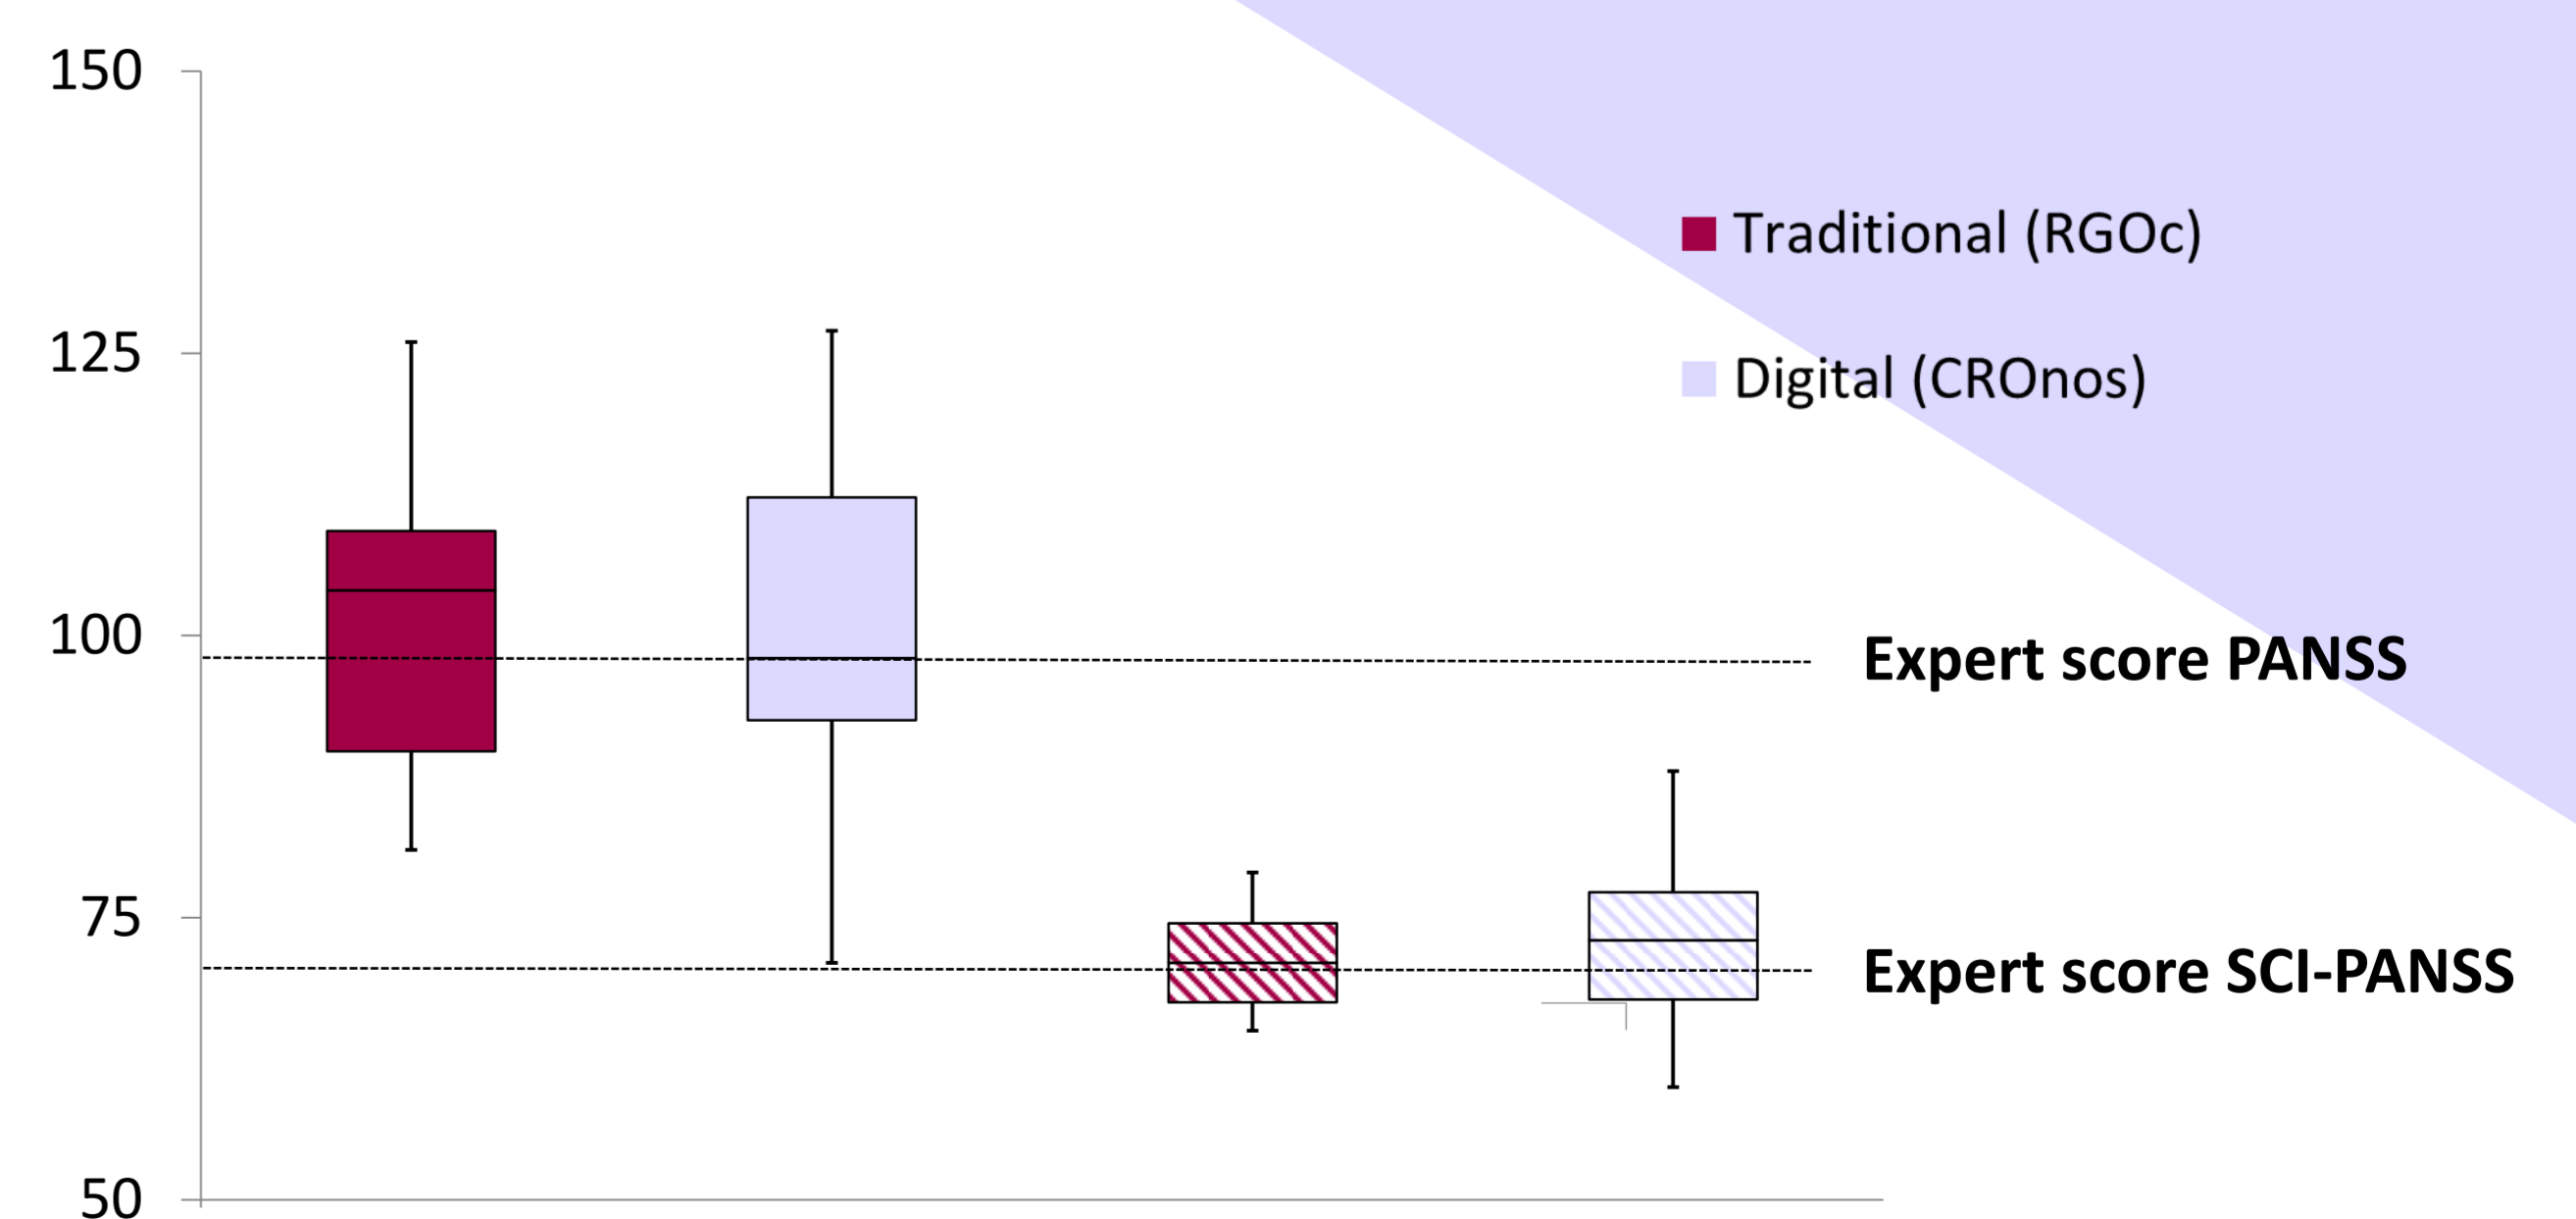 150
125
100
75
50
Traditional (RGOc)
Digital (CROnos)
Expert score PANSS
Expert score SCI-PANSS